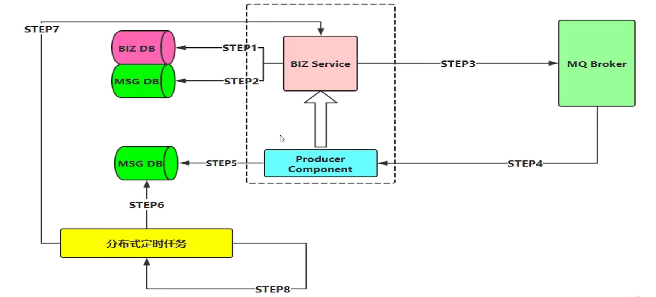 STEP7
BIZ DB
STEP1
BIZ Service
STEP3
MQ Broker
MSG DB
STEP2
MSG DB
STEP5
Producer
Component
STEP4
STEP6
分布式定时任务
STEP8